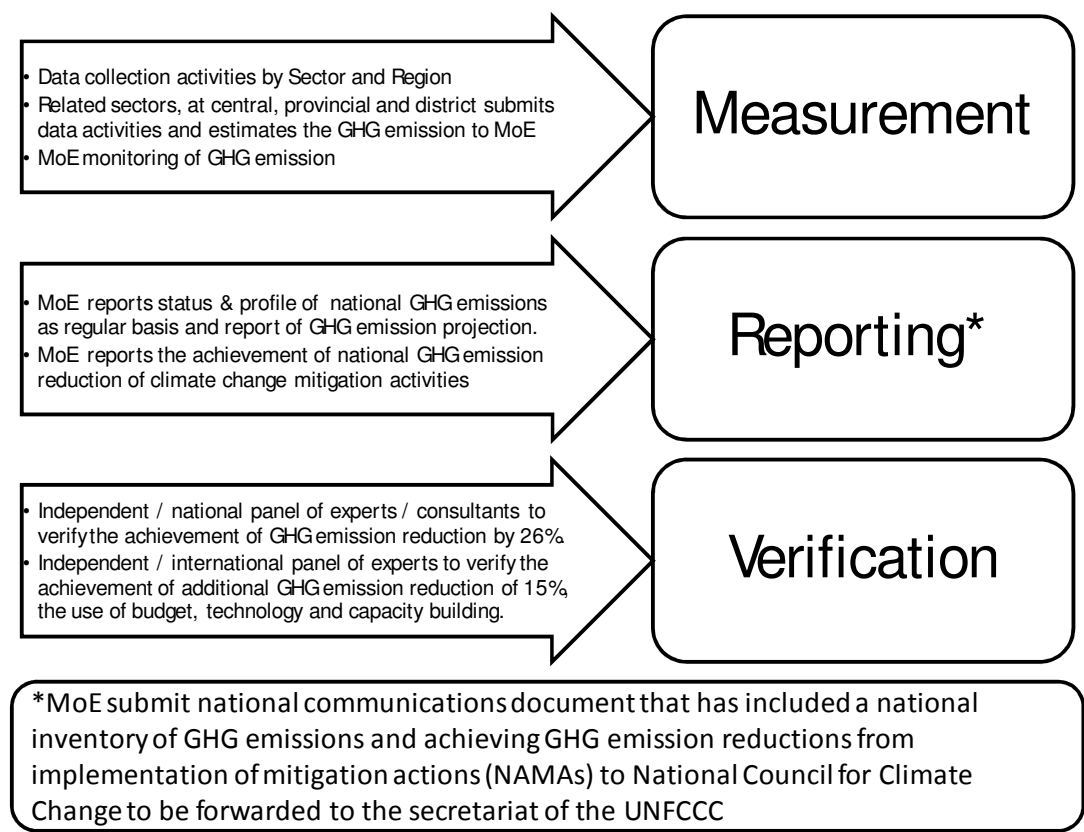 • Data collection activities by Sector and Region
• Related sectors, at central, provincial and district submits
data activities and estimates the GHG emission to MoE
• MoE monitoring of GHG emission
Measurement
• MoE reports status & profile of national GHG emissions
as regular basis and report of GHG emission projection.
• MoE reports the achievement of national GHG emission
reduction of climate change mitigation activities
Reporting*
• Independent / national panel of experts / consultants to
verify the achievement of GHG emission reduction by 26%.
• Independent / international panel of experts to verify the
achievement of additional GHG emission reduction of 15%,
the use of budget, technology and capacity building.
Verification
*MoE submit national communications document that has included a national
inventory of GHG emissions and achieving GHG emission reductions from
implementation of mitigation actions (NAMAs) to National Council for Climate
Change to be forwarded to the secretariat of the UNFCCC